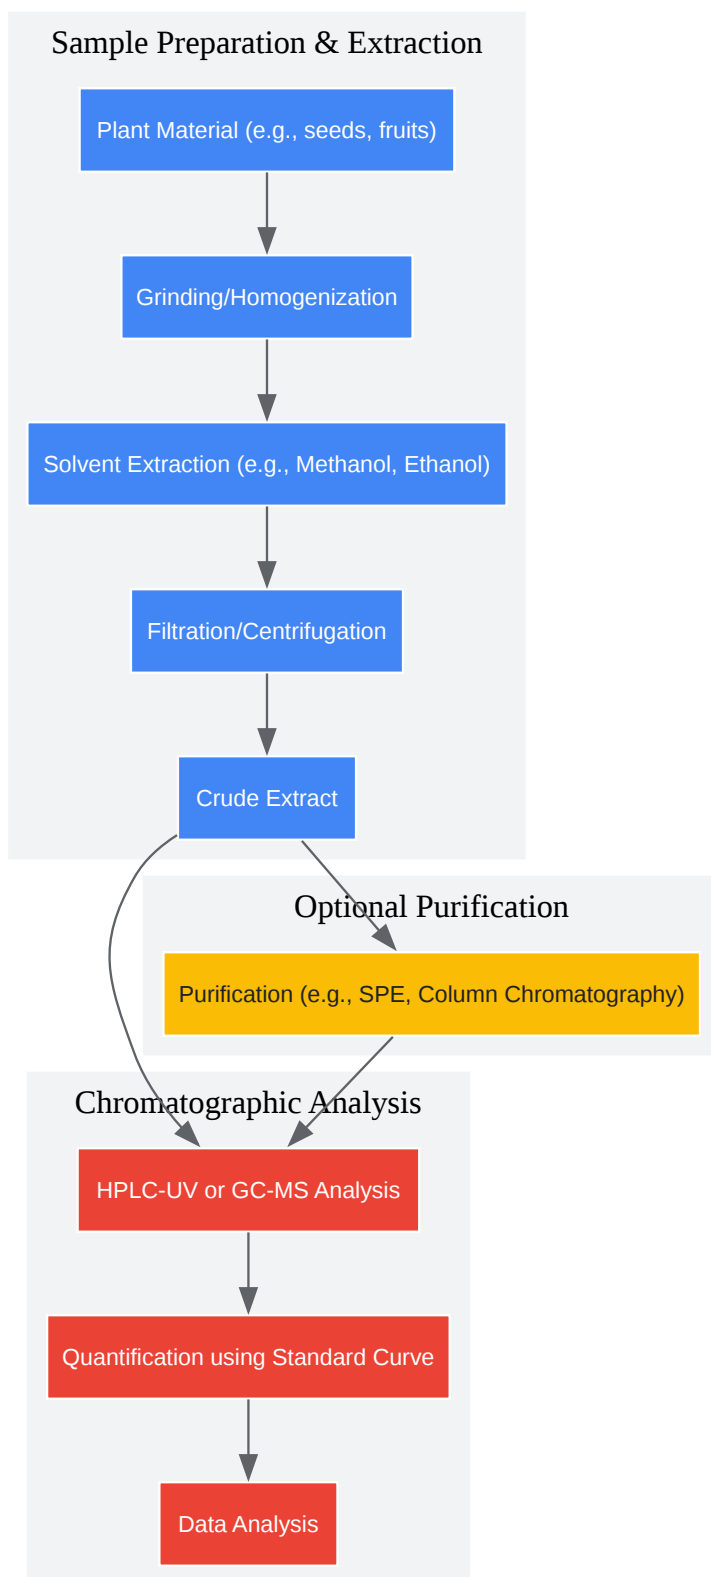 Sample Preparation & Extraction
Plant Material (e.g., seeds, fruits)
Grinding/Homogenization
Solvent Extraction (e.g., Methanol, Ethanol)
Filtration/Centrifugation
Crude Extract
Optional Purification
Purification (e.g., SPE, Column Chromatography)
Chromatographic Analysis
HPLC-UV or GC-MS Analysis
Quantification using Standard Curve
Data Analysis